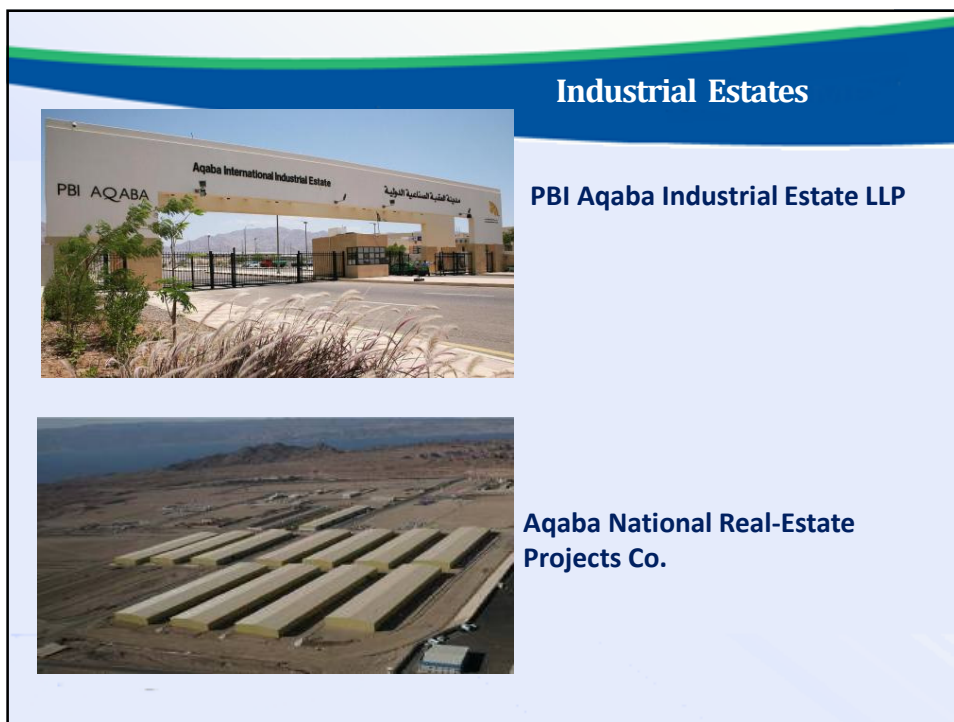 Industrial Estates
Aqaba International Industrial Estate
مدينة العقبة الصناعية الدولية
PBI AQABA
PBI Aqaba Industrial Estate LLP
Aqaba National Real-Estate
Projects Co.